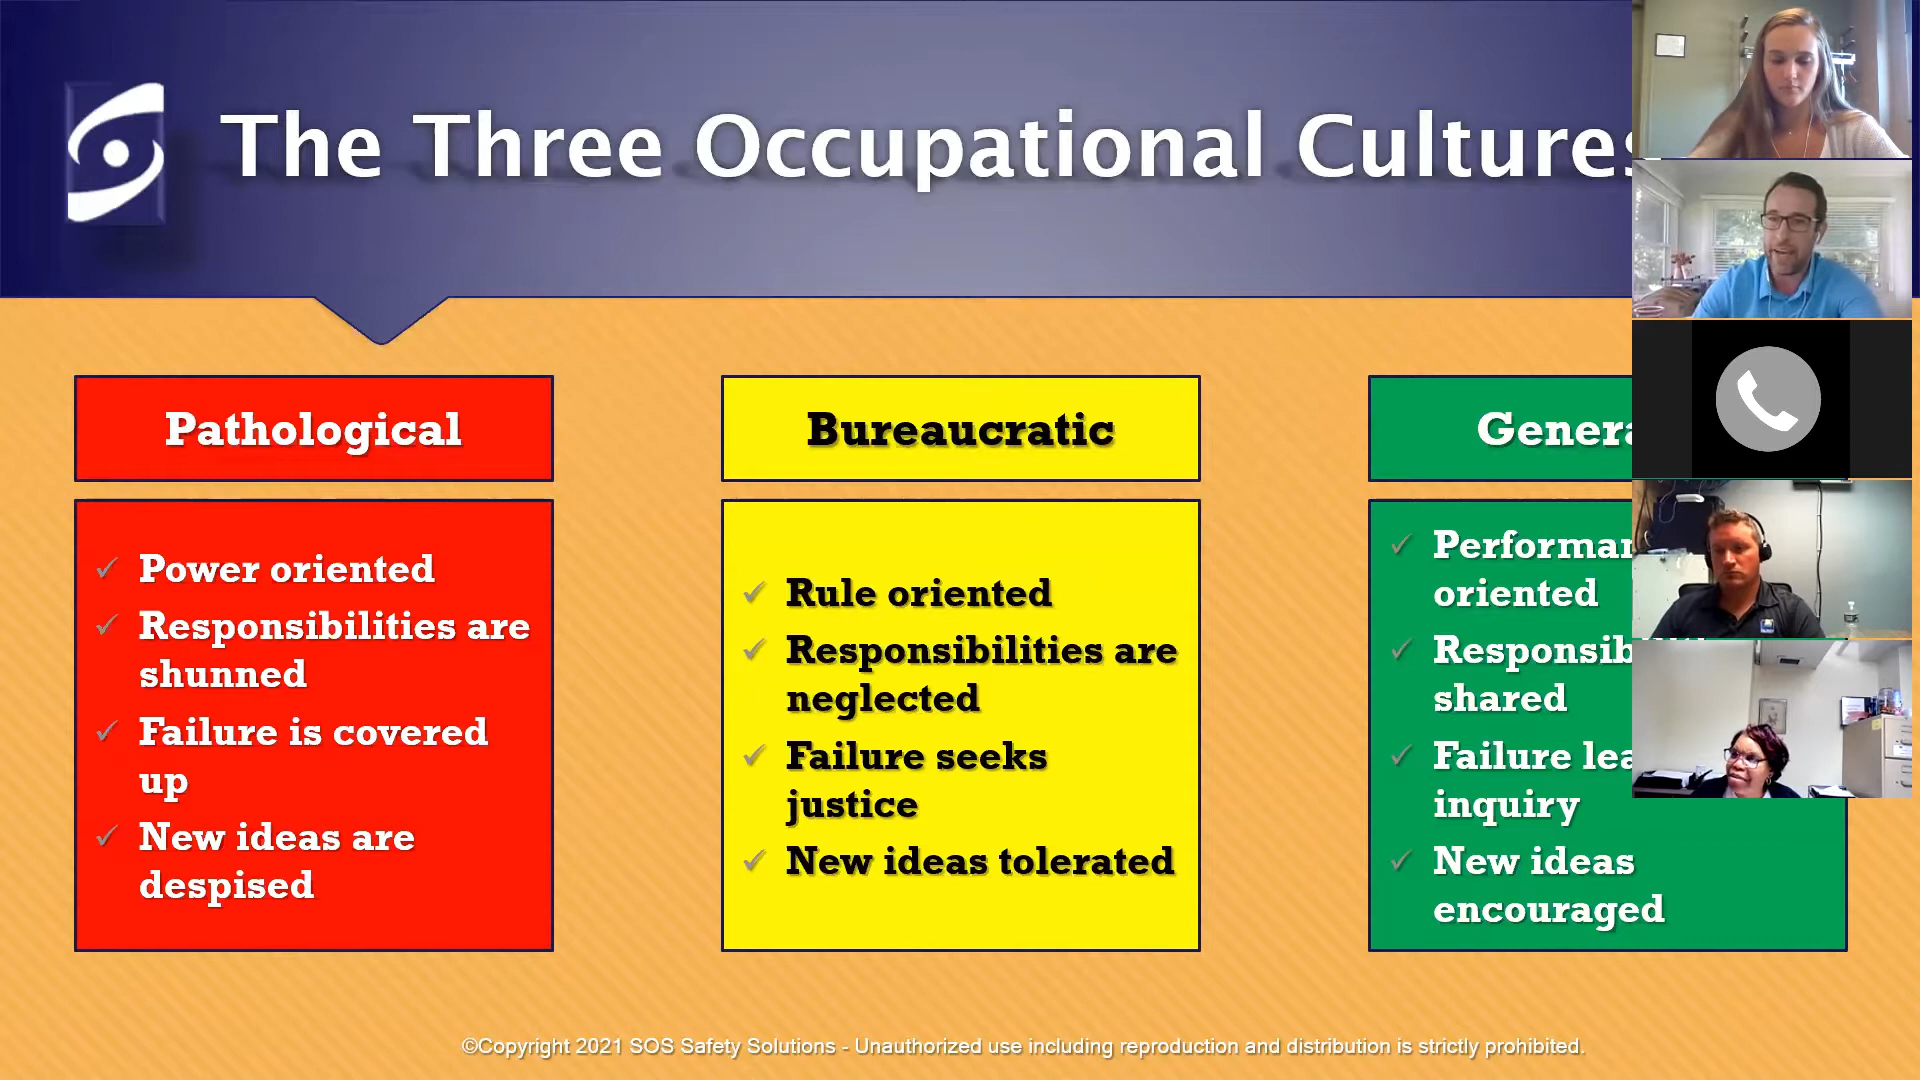 The Three Occupational Cultures
Pathological
Power oriented
Responsibilities are
shunned
Failure is covered
up
New ideas are
despised
Bureaucratic
Rule oriented
Responsibilities are
neglected
Failure seeks
justice
New ideas tolerated
oriented
shared
Failure
inquiry
New ideas
encouraged
©Copyright 2021 SOS Safety Solutions - Unauthorized use including reproduction and distribution is strictly prohibited.